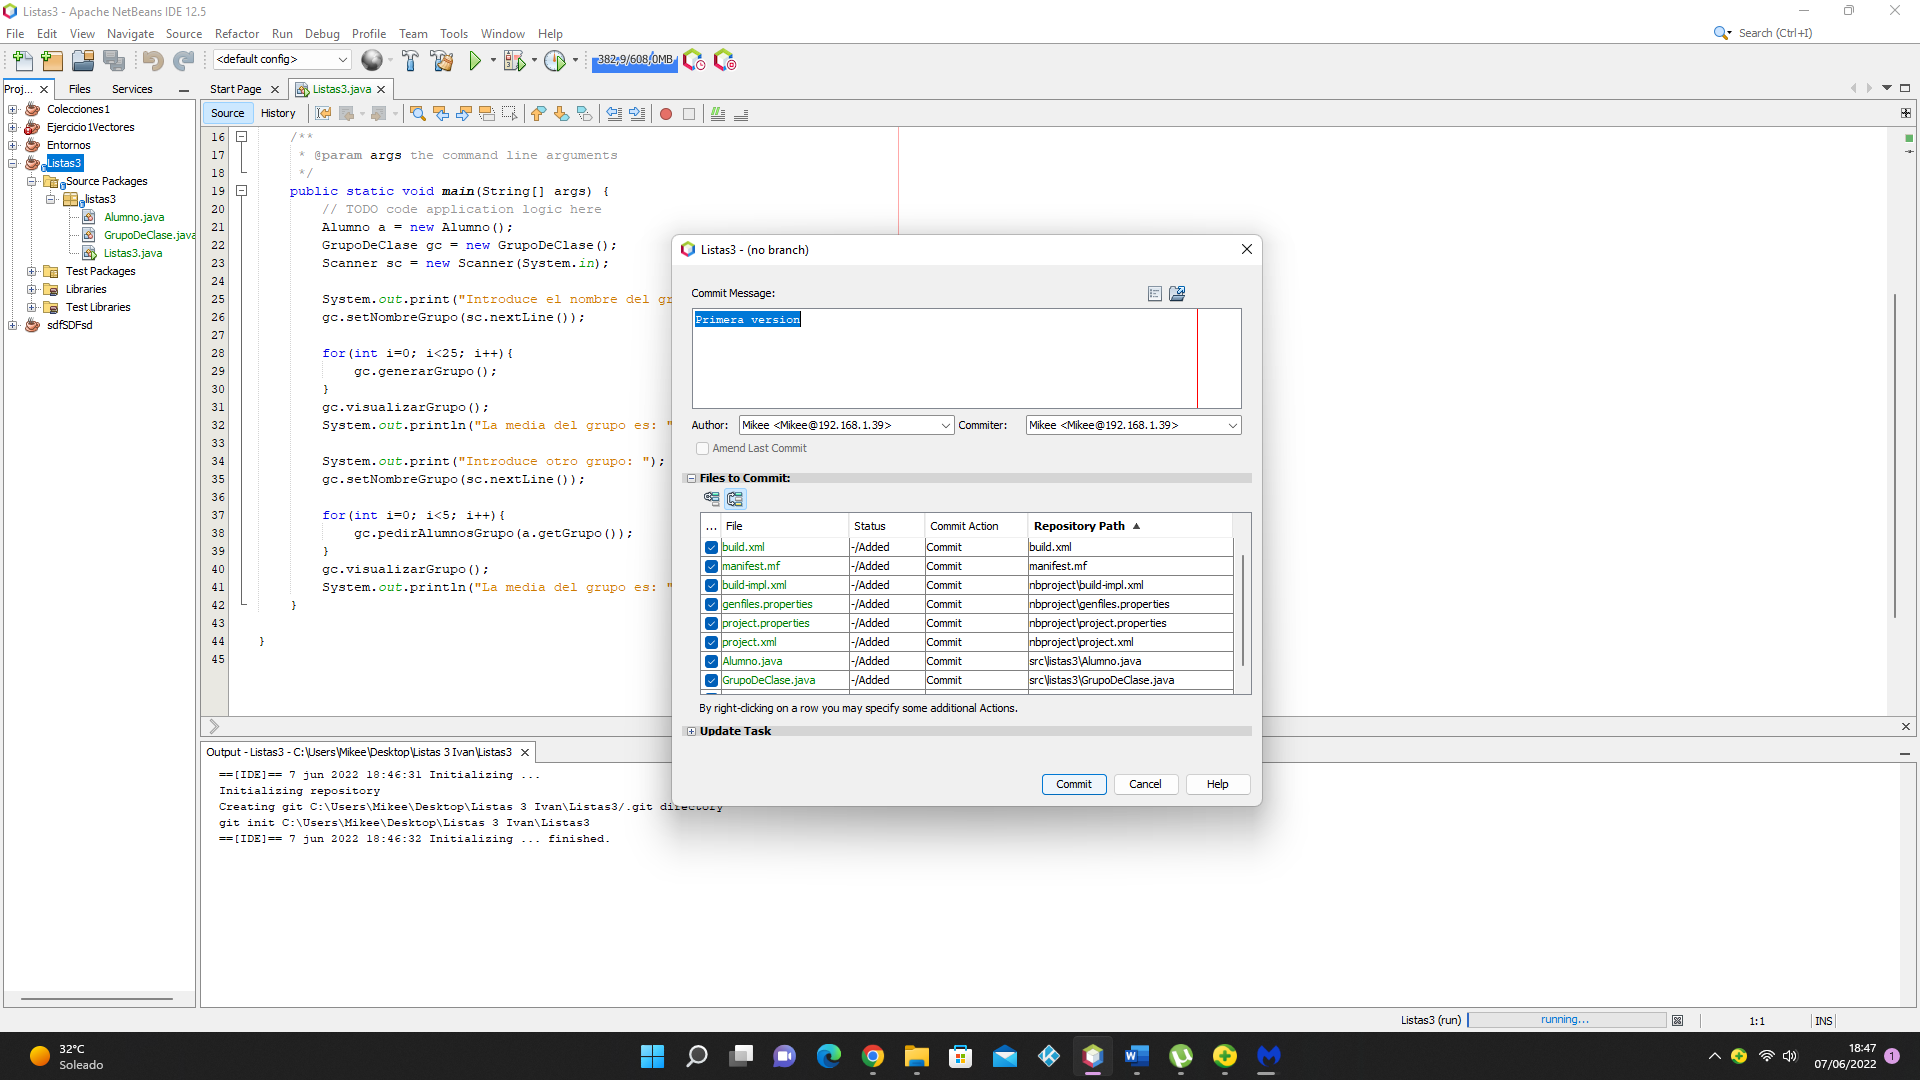 Listas3 - Apache NetBeans IDE 12.5
File Edit View Navigate Source Refactor Run Debug Profile Team Tools Window Help
Search (Ctrl+I)
<default config>
382,9/608,0MB
Proj... Files Services
Start Page Listas3.java
Source History
Colecciones1
Ejercicio1Vectores
Entornos
Listas3
Source Packages
listas3
Alumno.java
GrupoDeClase.java
Listas3.java
Test Packages
Libraries
Test Libraries
sdfSDFsd
16 /**
17 * @param args the command line arguments
18 */
19 public static void main(String[] args) {
20 // TODO code application logic here
21 Alumno a = new Alumno();
22 GrupoDeClase gc = new GrupoDeClase();
23 Scanner sc = new Scanner(System.in);
24
25 System.out.print("Introduce el nombre del gr
26 gc.setNombreGrupo(sc.nextLine());
27
28 for(int i=0; i<25; i++){
29 gc.generarGrupo();
30 }
31 gc.visualizarGrupo();
32 System.out.println("La media del grupo es: "
33
34 System.out.print("Introduce otro grupo: ");
35 gc.setNombreGrupo(sc.nextLine());
36
37 for(int i=0; i<5; i++){
38 gc.pedirAlumnosGrupo(a.getGrupo());
39 }
40 gc.visualizarGrupo();
41 System.out.println("La media del grupo es: "
42 }
43
44 }
45
Listas3 - (no branch)
Commit Message:
Primera version
Author: Mikee <Mikee@192.168.1.39> Commiter: Mikee <Mikee@192.168.1.39>
Amend Last Commit
Files to Commit:
... File Status Commit Action Repository Path
build.xml -/Added Commit build.xml
manifest.mf -/Added Commit manifest.mf
build-impl.xml -/Added Commit nbproject\build-impl.xml
genfiles.properties -/Added Commit nbproject\genfiles.properties
project.properties -/Added Commit nbproject\project.properties
project.xml -/Added Commit nbproject\project.xml
Alumno.java -/Added Commit src\listas3\Alumno.java
GrupoDeClase.java -/Added Commit src\listas3\GrupoDeClase.java
By right-clicking on a row you may specify some additional Actions.
Update Task
Commit Cancel Help
Output - Listas3 - C:\Users\Mikee\Desktop\Listas 3 Ivan\Listas3
==[IDE]== 7 jun 2022 18:46:31 Initializing ...
Initializing repository
Creating git C:\Users\Mikee\Desktop\Listas 3 Ivan\Listas3/.git directory
git init C:\Users\Mikee\Desktop\Listas 3 Ivan\Listas3
==[IDE]== 7 jun 2022 18:46:32 Initializing ... finished.
Listas3 (run) running... 1:1 INS
32°C
Soleado
18:47
07/06/2022
1